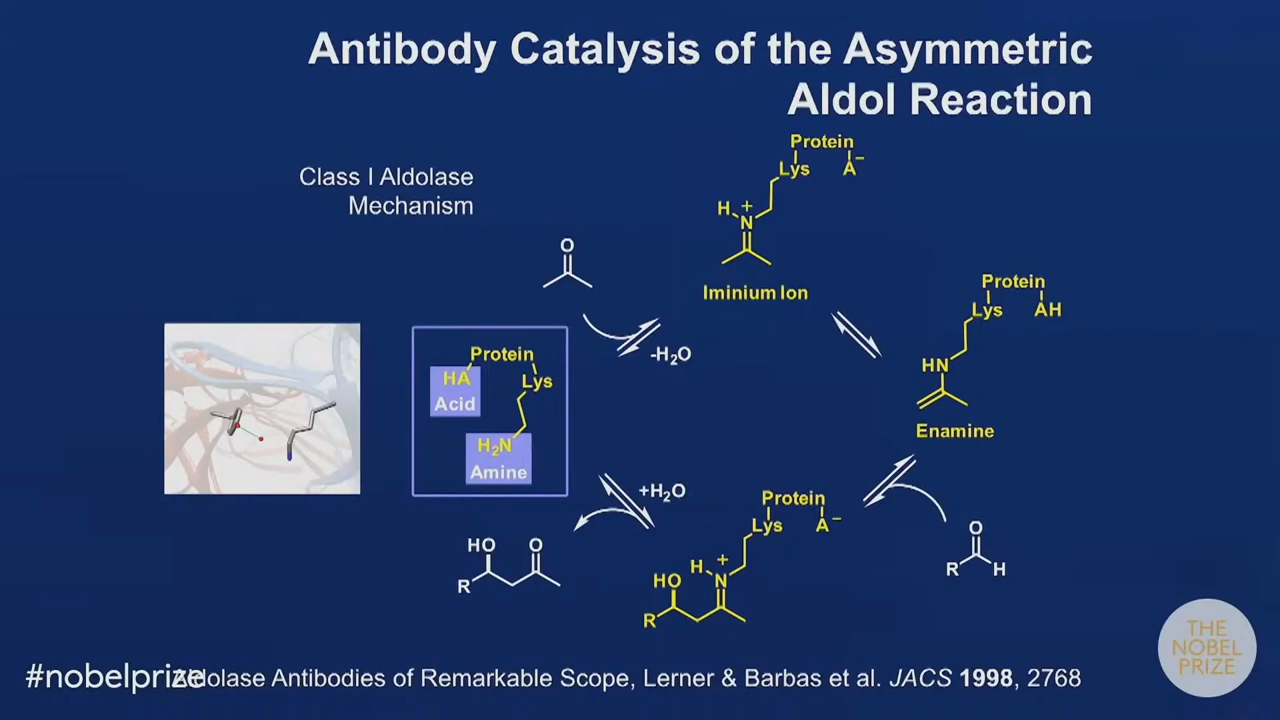 Antibody Catalysis of the Asymmetric
Aldol Reaction
Class I Aldolase
Mechanism
Protein
Lys A⁻
H + N
Iminium Ion
O
-H₂O
Protein
Lys AH
HN
Enamine
Protein
HA Lys
Acid
H₂N
Amine
+H₂O
Protein
Lys A⁻
H + N
HO
R
O
R H
HO O
R
THE
NOBEL
PRIZE
#nobelprize
Aldolase Antibodies of Remarkable Scope, Lerner & Barbas et al. JACS 1998, 2768